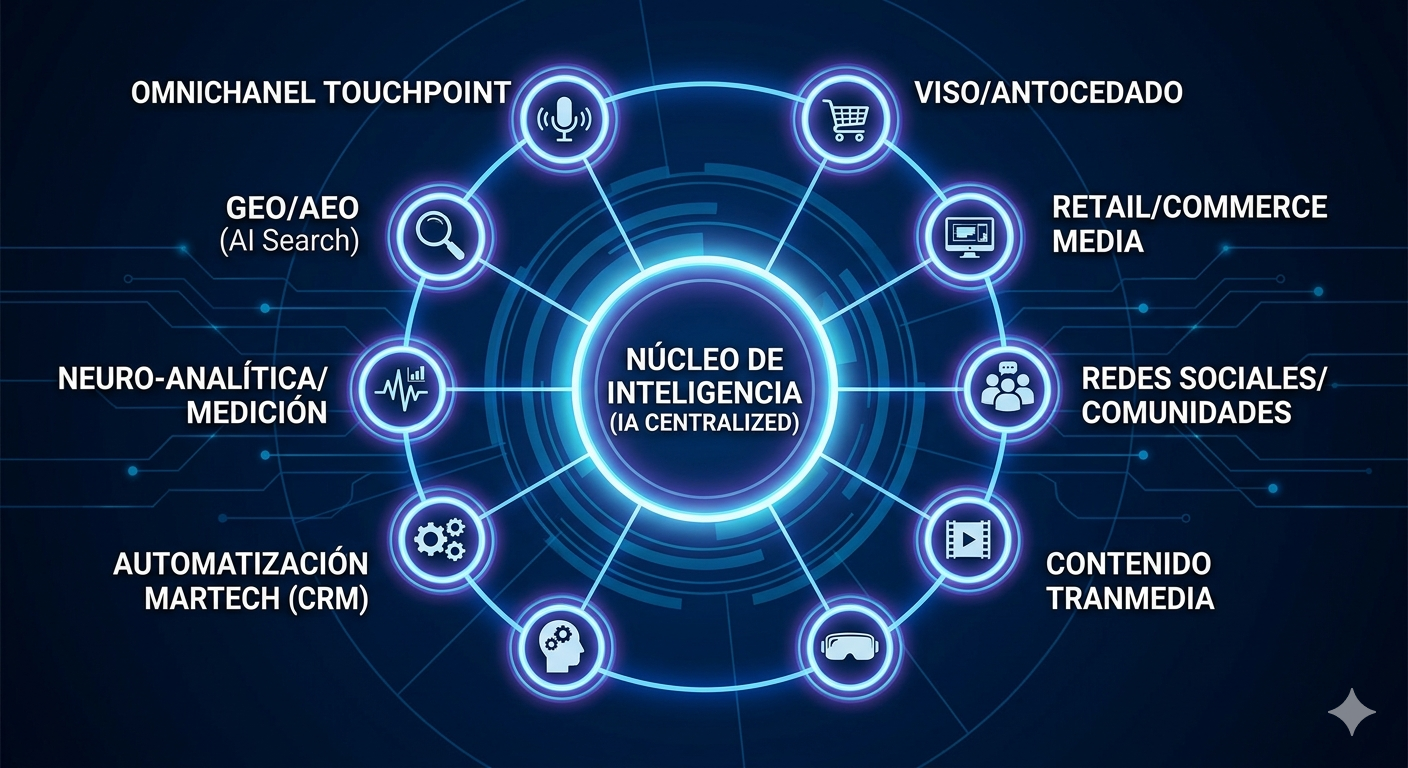 OMNICHANEL TOUCHPOINT
VISO/ANTOCEDADO
GEO/AEO
(AI Search)
RETAIL/COMMERCE
MEDIA
NÚCLEO DE
INTELIGENCIA
(IA CENTRALIZED)
NEURO-ANALÍTICA/
MEDICIÓN
REDES SOCIALES/
COMUNIDADES
AUTOMATIZACIÓN
MARTECH (CRM)
CONTENIDO
TRANMEDIA